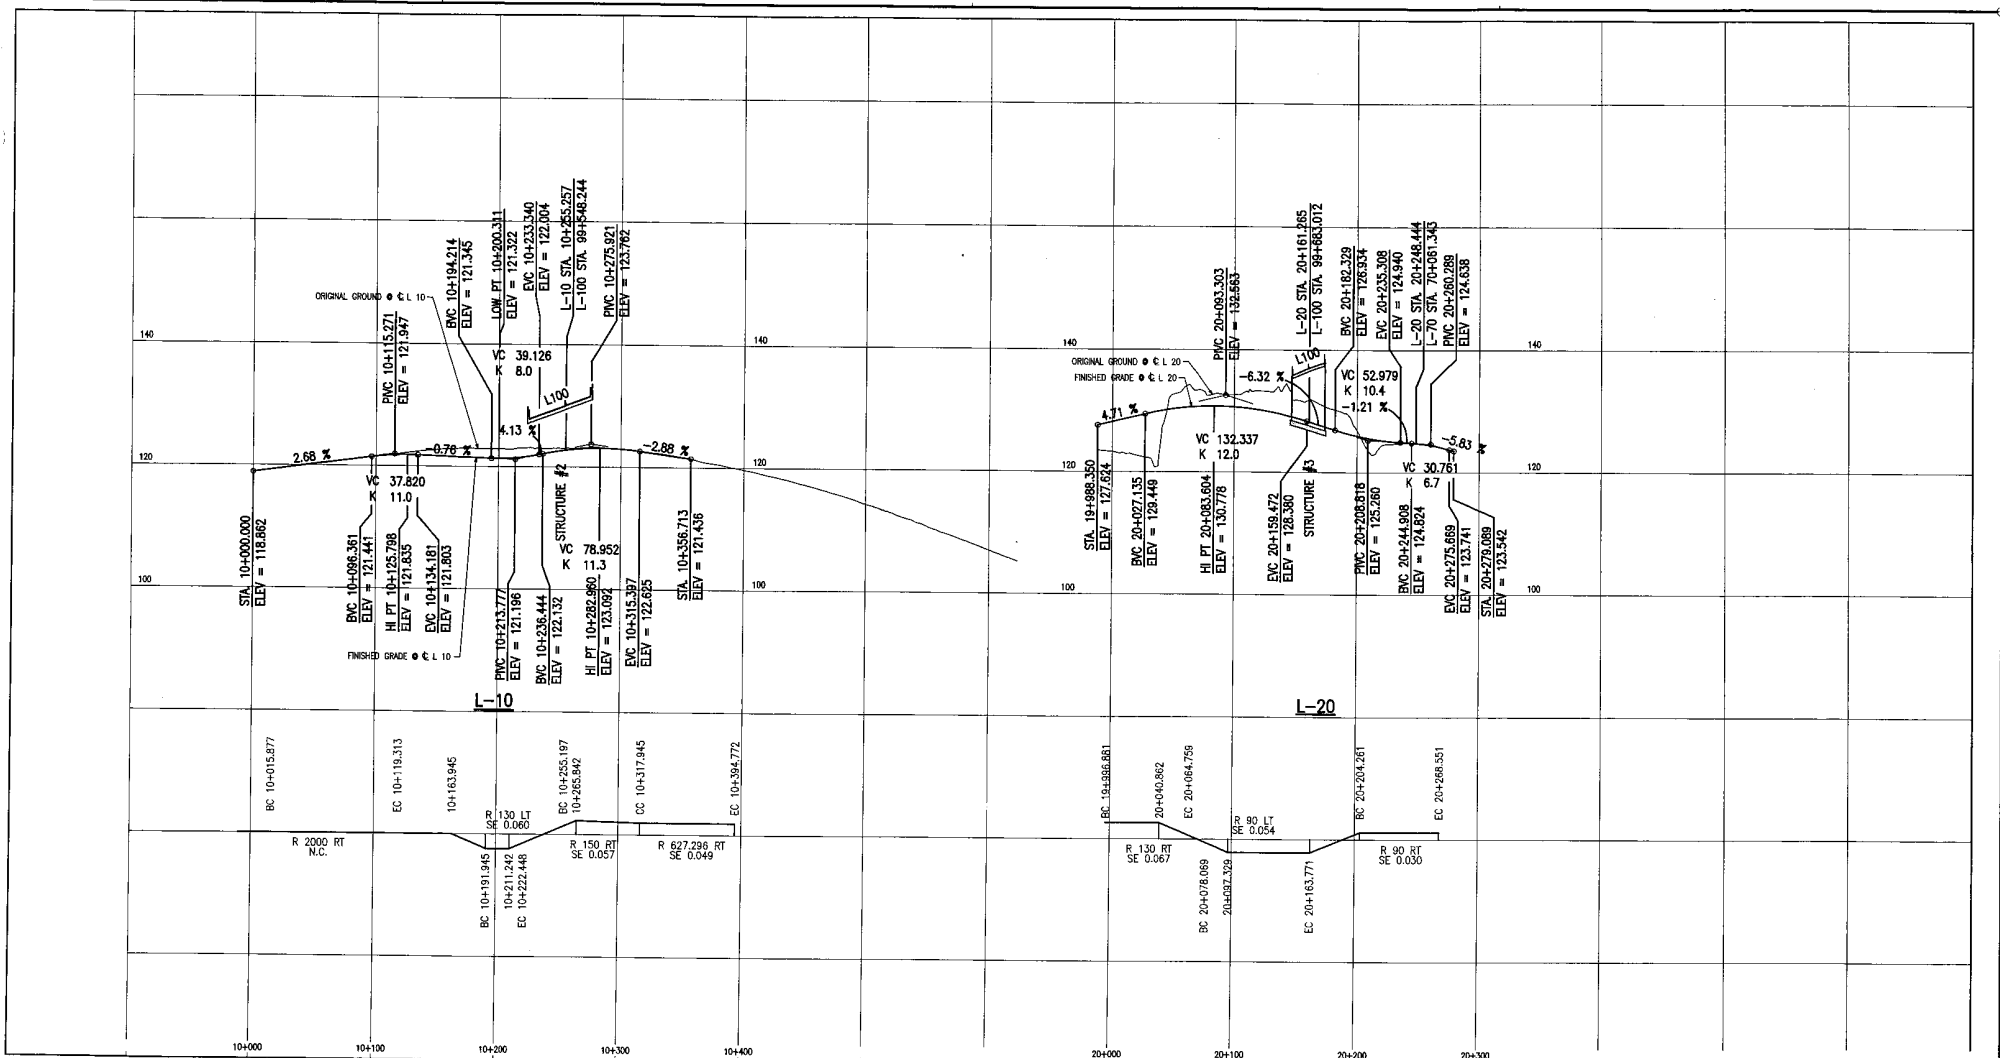 ORIGINAL GROUND @ ℄ L 10
PIVC 10+115.271
ELEV = 121.947
BVC 10+194.214
ELEV = 121.345
LOW PT 10+200.311
ELEV = 121.322
EVC 10+233.340
ELEV = 122.004
L-10 STA. 10+255.257
L-100 STA. 99+548.244
PIVC 10+275.921
ELEV = 123.762
140
VC 39.126
K 8.0
L100
4.13 %
2.68 %
-0.76 %
-2.88 %
120
VC 37.820
K 11.0
STRUCTURE #2
VC 78.952
K 11.3
STA. 10+000.000
ELEV = 118.862
BVC 10+096.361
ELEV = 121.441
HI PT 10+125.798
ELEV = 121.835
EVC 10+134.181
ELEV = 121.803
PIVC 10+213.777
ELEV = 121.196
BVC 10+236.444
ELEV = 122.132
HI PT 10+282.960
ELEV = 123.092
EVC 10+315.397
ELEV = 122.625
STA. 10+356.713
ELEV = 121.436
100
FINISHED GRADE @ ℄ L 10
L-10
140
120
100
ORIGINAL GROUND @ ℄ L 20
FINISHED GRADE @ ℄ L 20
PIVC 20+093.303
ELEV = 132.563
L-20 STA. 20+161.265
L-100 STA. 99+683.012
BVC 20+182.329
ELEV = 126.934
EVC 20+235.308
ELEV = 124.940
L-20 STA. 20+248.444
L-70 STA. 70+061.343
PIVC 20+260.289
ELEV = 124.638
140
L100
-6.32 %
VC 52.979
K 10.4
-1.21 %
4.71 %
-5.83 %
VC 132.337
K 12.0
VC 30.761
K 6.7
140
120
120
STA. 19+988.350
ELEV = 127.624
BVC 20+027.135
ELEV = 129.449
HI PT 20+083.604
ELEV = 130.778
EVC 20+159.472
ELEV = 128.380
STRUCTURE #3
PIVC 20+208.818
ELEV = 125.260
BVC 20+244.908
ELEV = 124.824
EVC 20+275.669
ELEV = 123.741
STA. 20+279.089
ELEV = 123.542
100
100
L-20
BC 10+015.877
EC 10+119.313
10+163.945
R 130 LT
SE 0.060
BC 10+255.197
10+265.842
CC 10+317.945
EC 10+394.772
R 2000 RT
N.C.
R 150 RT
SE 0.057
R 627.296 RT
SE 0.049
BC 10+191.945
10+211.242
EC 10+222.448
BC 19+996.881
20+040.862
EC 20+064.759
R 90 LT
SE 0.054
BC 20+204.261
EC 20+268.551
R 130 RT
SE 0.067
R 90 RT
SE 0.030
BC 20+078.069
20+097.329
EC 20+163.771
10+000
10+100
10+200
10+300
10+400
20+000
20+100
20+200
20+300